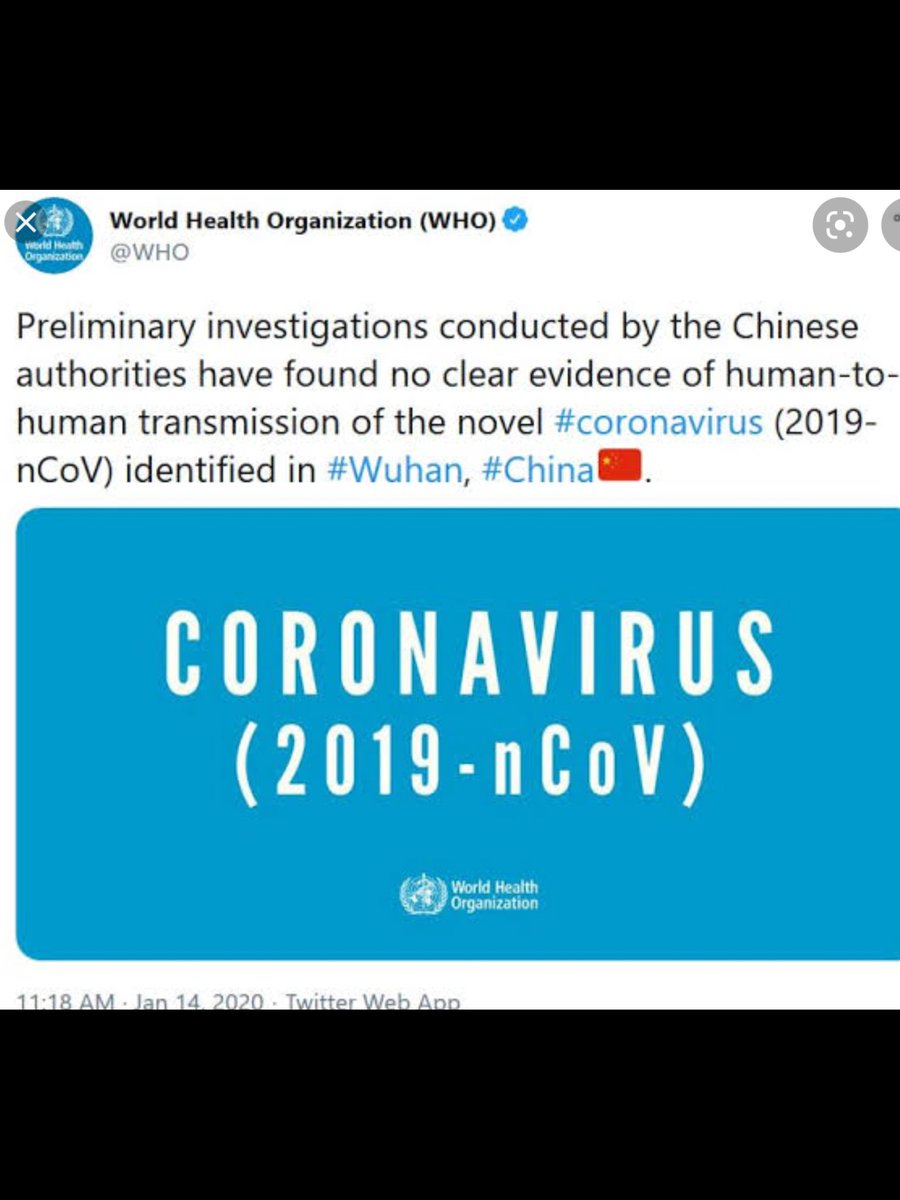 World Health Organization (WHO)
@WHO
World Health
Organization
Preliminary investigations conducted by the Chinese
authorities have found no clear evidence of human-to-
human transmission of the novel #coronavirus (2019-
nCoV) identified in #Wuhan, #China🇨🇳.
CORONAVIRUS
(2019-nCoV)
World Health
Organization
11:18 AM · Jan 14, 2020 · Twitter Web App